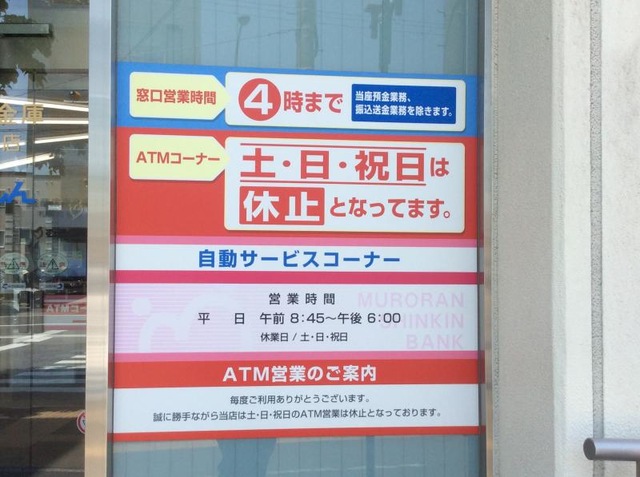 窓口営業時間
④時まで
当座預金業務、
振込送金業務を除きます。
ATMコーナー
土・日・祝日は
休止となってます。
自動サービスコーナー
営業時間
平 日 午前 8:45~午後 6:00
休業日 / 土・日・祝日
MURORAN
SHINKIN
BANK
ATM営業のご案内
毎度ご利用ありがとうございます。
誠に勝手ながら当店は土・日・祝日のATM営業は休止となっております。
金庫
店